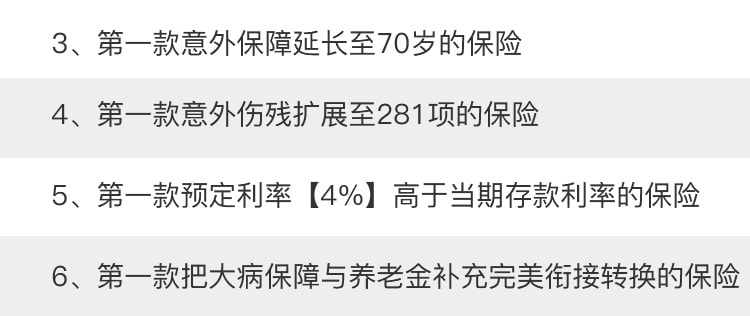 3、第一款意外保障延长至70岁的保险
4、第一款意外伤残扩展至281项的保险
5、第一款预定利率【4%】高于当期存款利率的保险
6、第一款把大病保障与养老金补充完美衔接转换的保险